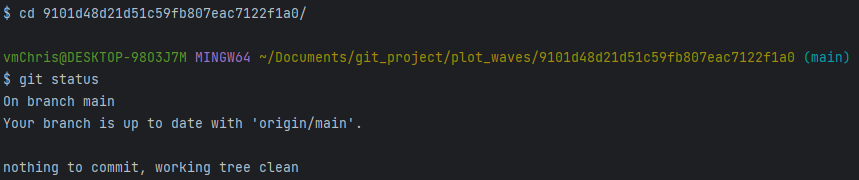 $ cd 9101d48d21d51c59fb807eac7122f1a0/
vmChris@DESKTOP-98O3J7M MINGW64 ~/Documents/git_project/plot_waves/9101d48d21d51c59fb807eac7122f1a0 (main)
$ git status
On branch main
Your branch is up to date with 'origin/main'.
nothing to commit, working tree clean